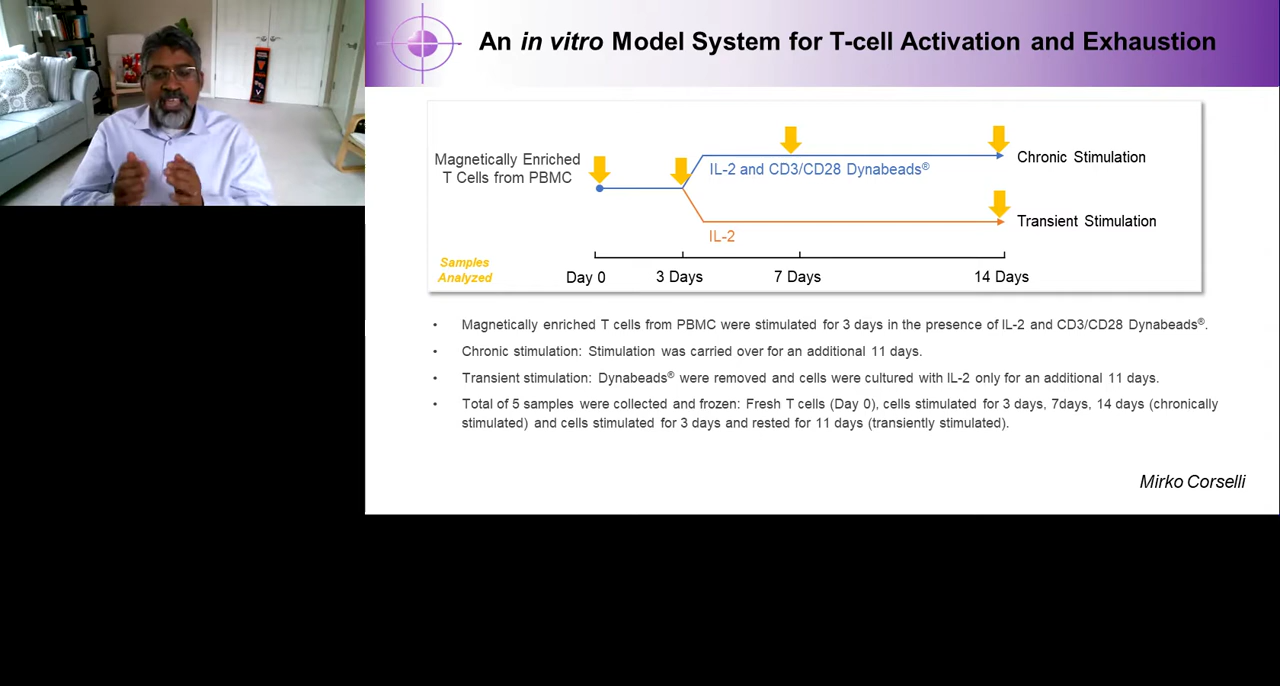 An in vitro Model System for T-cell Activation and Exhaustion
Magnetically Enriched
T Cells from PBMC
IL-2 and CD3/CD28 Dynabeads®
Chronic Stimulation
IL-2
Transient Stimulation
Samples
Analyzed
Day 0
3 Days
7 Days
14 Days
• Magnetically enriched T cells from PBMC were stimulated for 3 days in the presence of IL-2 and CD3/CD28 Dynabeads®.
• Chronic stimulation: Stimulation was carried over for an additional 11 days.
• Transient stimulation: Dynabeads® were removed and cells were cultured with IL-2 only for an additional 11 days.
• Total of 5 samples were collected and frozen: Fresh T cells (Day 0), cells stimulated for 3 days, 7days, 14 days (chronically
stimulated) and cells stimulated for 3 days and rested for 11 days (transiently stimulated).
Mirko Corselli